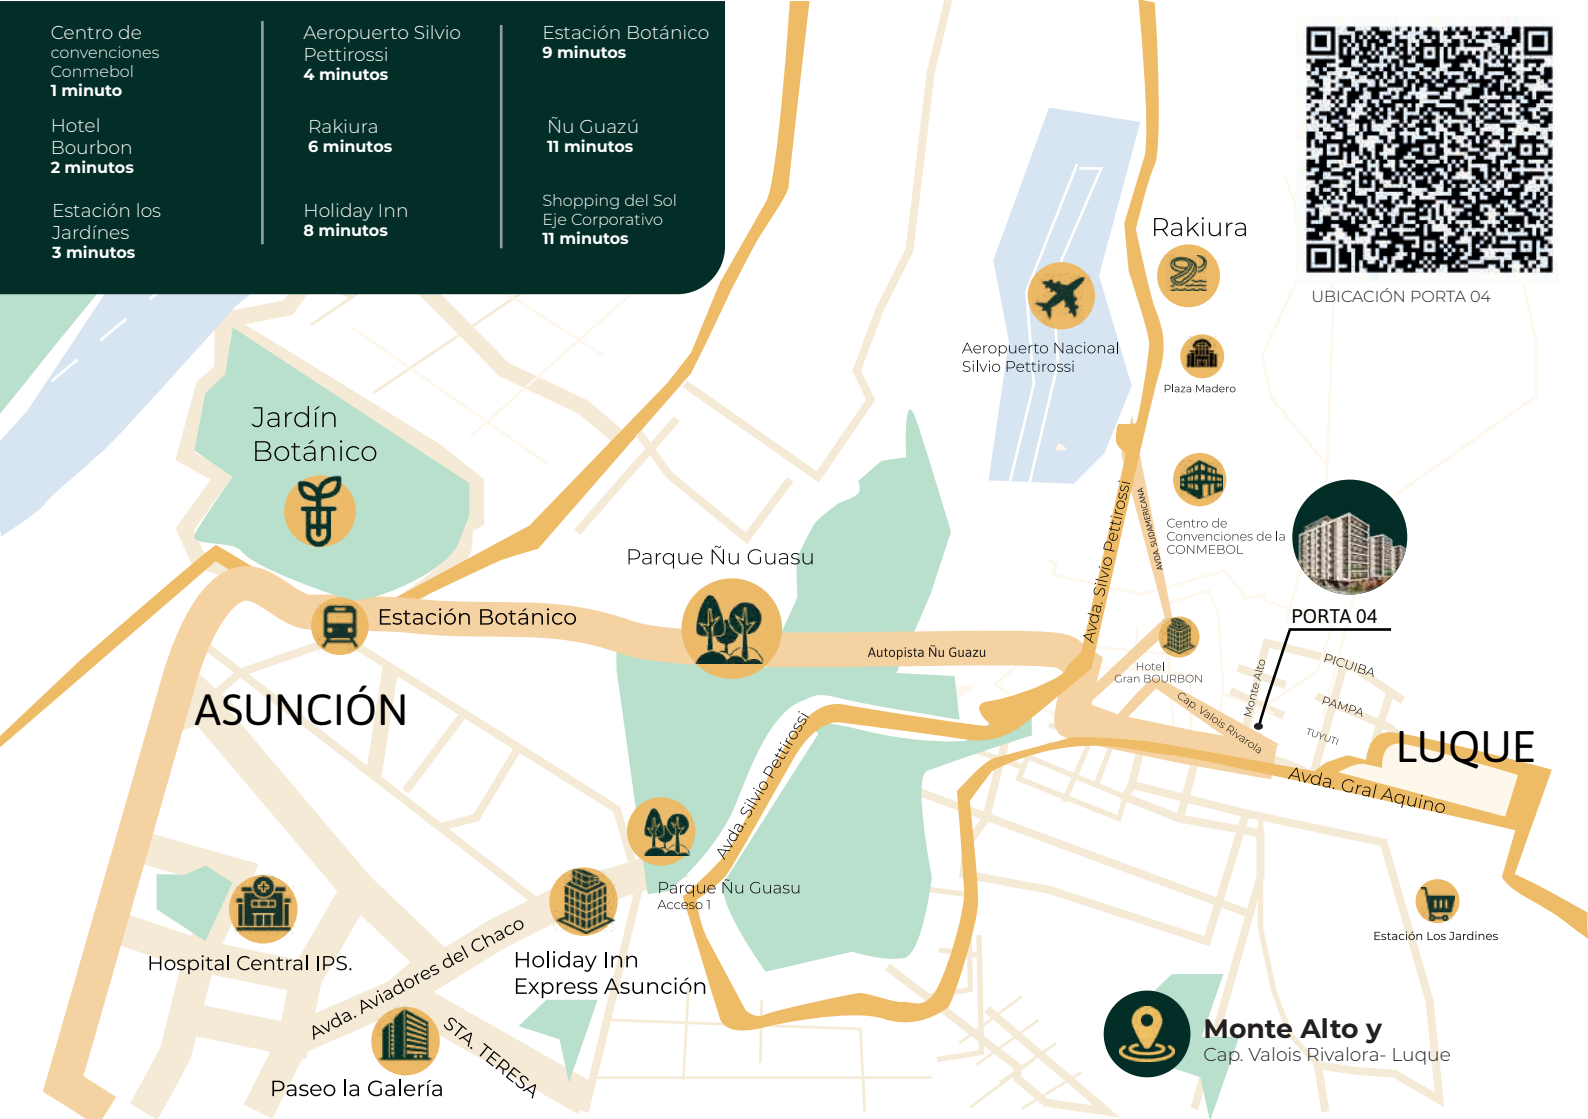 Centro de
convenciones
Conmebol
1 minuto
Hotel
Bourbon
2 minutos
Estación los
Jardínes
3 minutos
Aeropuerto Silvio
Pettirossi
4 minutos
Rakiura
6 minutos
Holiday Inn
8 minutos
Estación Botánico
9 minutos
Ñu Guazú
11 minutos
Shopping del Sol
Eje Corporativo
11 minutos
UBICACIÓN PORTA 04
Rakiura
Aeropuerto Nacional
Silvio Pettirossi
Plaza Madero
Jardín
Botánico
Avda. Silvio Pettirossi
AVDA SUDAMERICANA
Centro de
Convenciones de la
CONMEBOL
Parque Ñu Guasu
PORTA 04
Estación Botánico
Autopista Ñu Guazu
Hotel
Gran BOURBON
Monte Alto
PICUIBA
PAMPA
TUYUTI
Cap. Valois Rivarola
ASUNCIÓN
LUQUE
Avda. Gral Aquino
Avda. Silvio Pettirossi
Parque Ñu Guasu
Acceso 1
Estación Los Jardines
Hospital Central IPS.
Avda. Aviadores del Chaco
Holiday Inn
Express Asunción
STA. TERESA
Paseo la Galería
Monte Alto y
Cap. Valois Rivalora- Luque